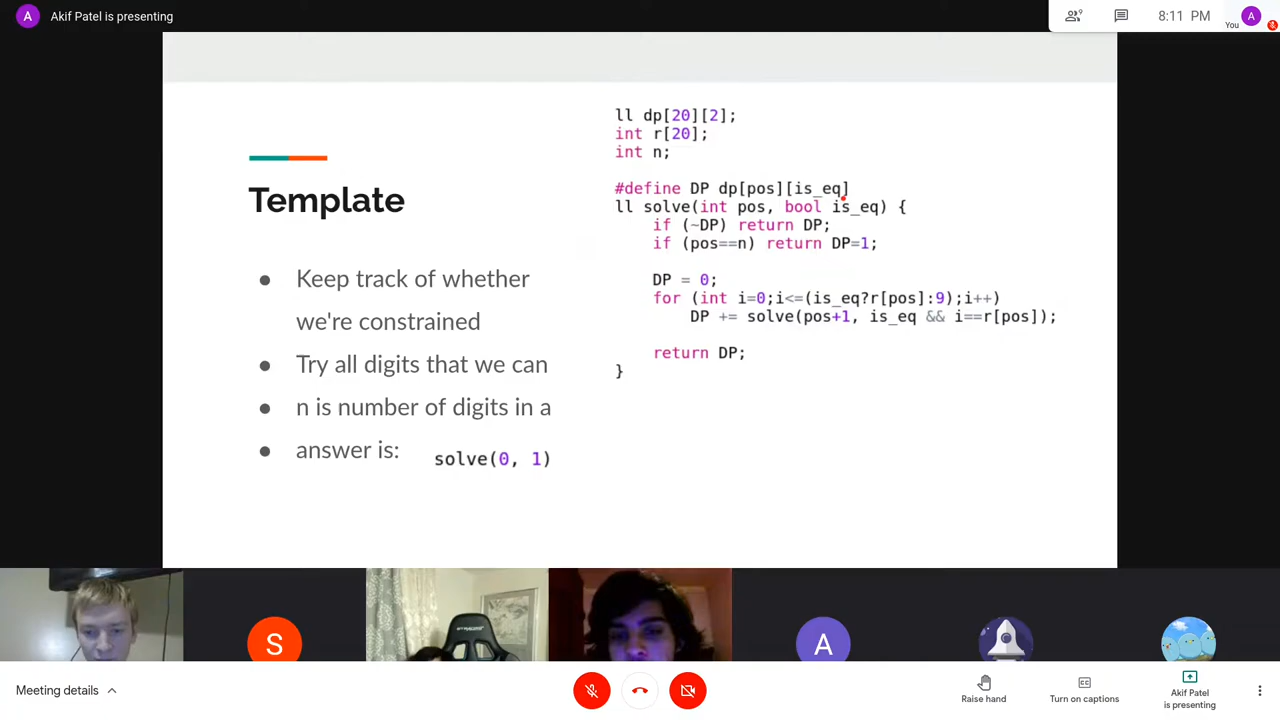 A
Akif Patel is presenting
9
8:11 PM
You
A
ll dp[20][2];
int r[20];
int n;
#define DP dp[pos][is_eq]
ll solve(int pos, bool is_eq) {
if (~DP) return DP;
if (pos==n) return DP=1;
DP = 0;
for (int i=0;i<=(is_eq?r[pos]:9);i++)
DP += solve(pos+1, is_eq && i==r[pos]);
return DP;
}
Template
● Keep track of whether
we're constrained
● Try all digits that we can
● n is number of digits in a
● answer is: solve(0, 1)
S
A
Meeting details
Raise hand
CC
Turn on captions
Akif Patel
is presenting